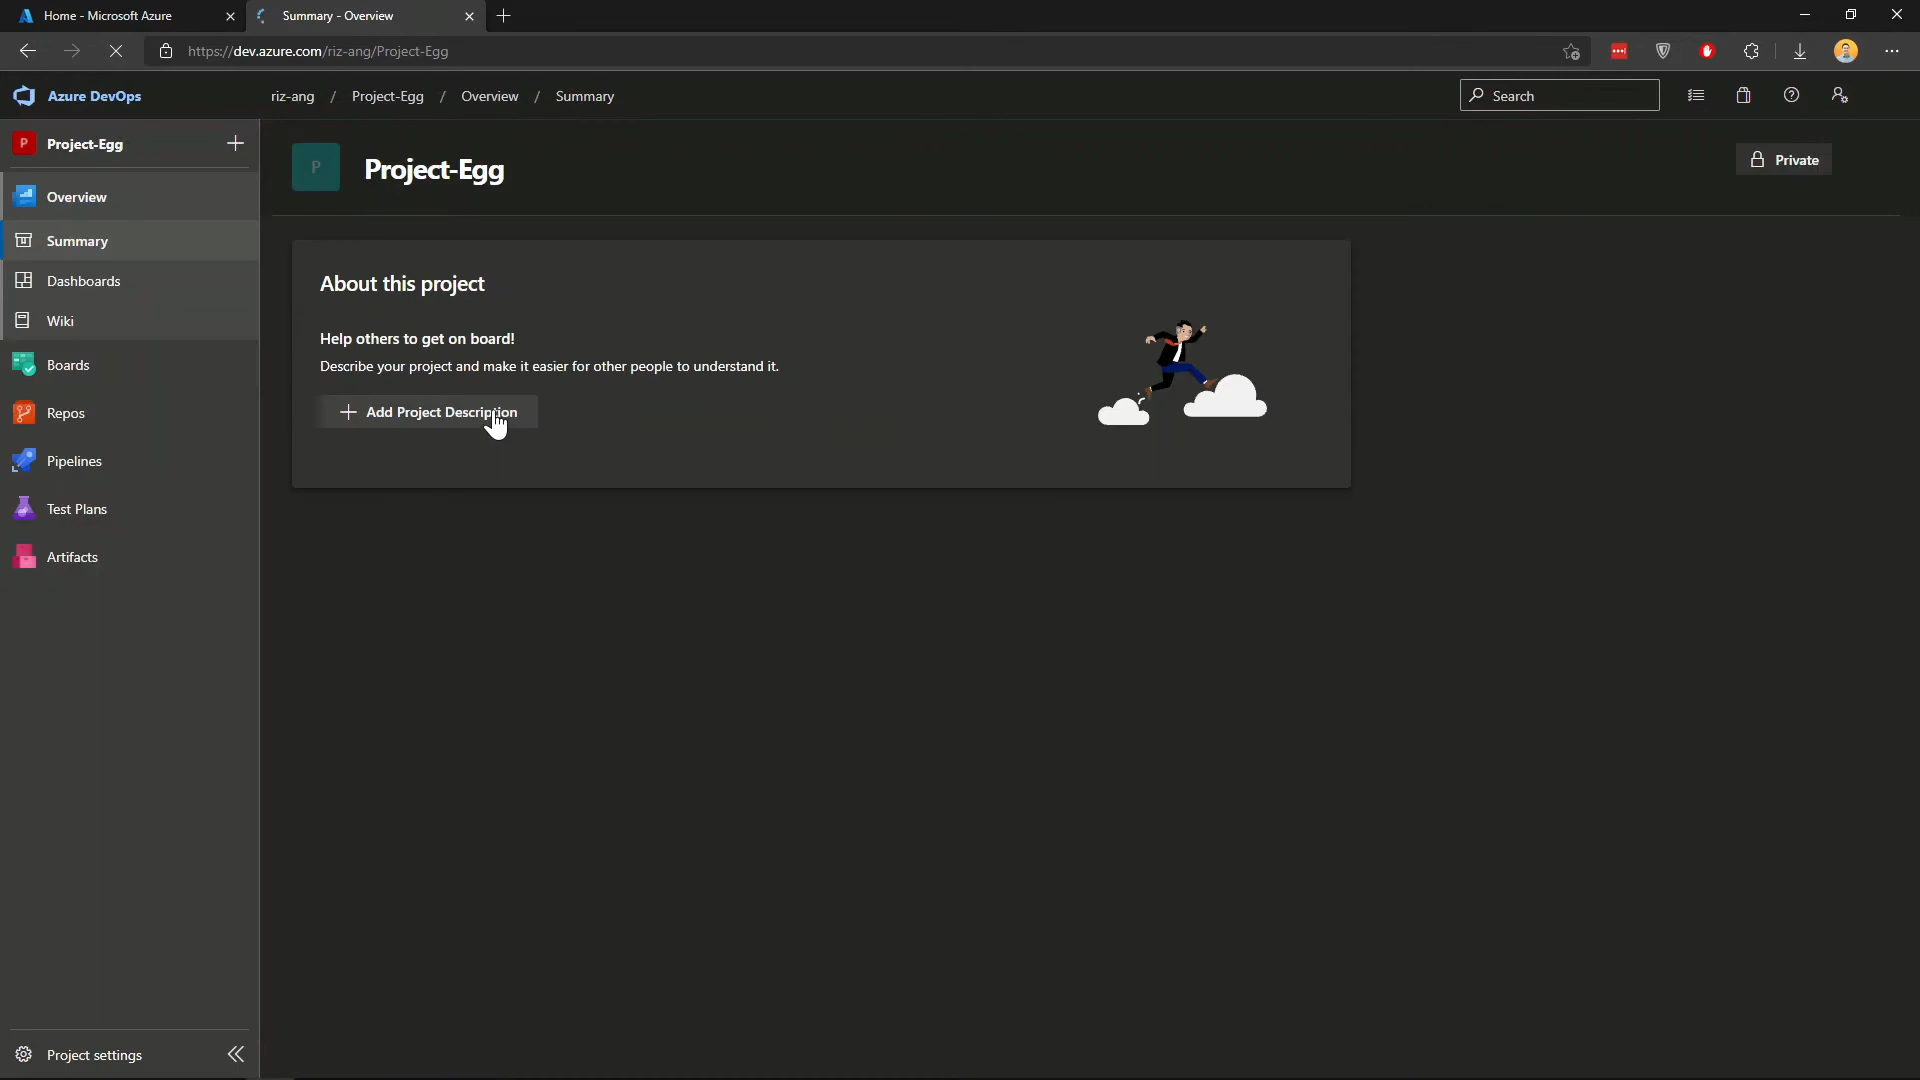 Home - Microsoft Azure
Summary - Overview
https://dev.azure.com/riz-ang/Project-Egg
Azure DevOps
riz-ang / Project-Egg / Overview / Summary
Search
P Project-Egg
P Project-Egg
Private
Overview
Summary
Dashboards
Wiki
Boards
Repos
Pipelines
Test Plans
Artifacts
About this project
Help others to get on board!
Describe your project and make it easier for other people to understand it.
Add Project Description
Project settings